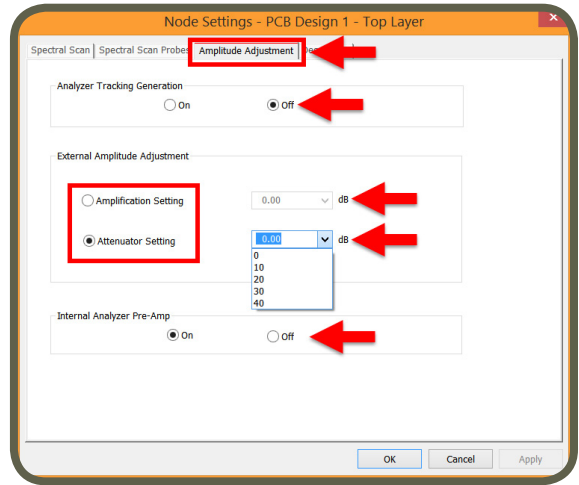 Node Settings - PCB Design 1 - Top Layer
x
Spectral Scan Spectral Scan Probes Amplitude Adjustment
Analyzer Tracking Generation
On Off
External Amplitude Adjustment
Amplification Setting 0.00 dB
Attenuator Setting 0.00 dB
0
10
20
30
40
Internal Analyzer Pre-Amp
On Off
OK Cancel Apply